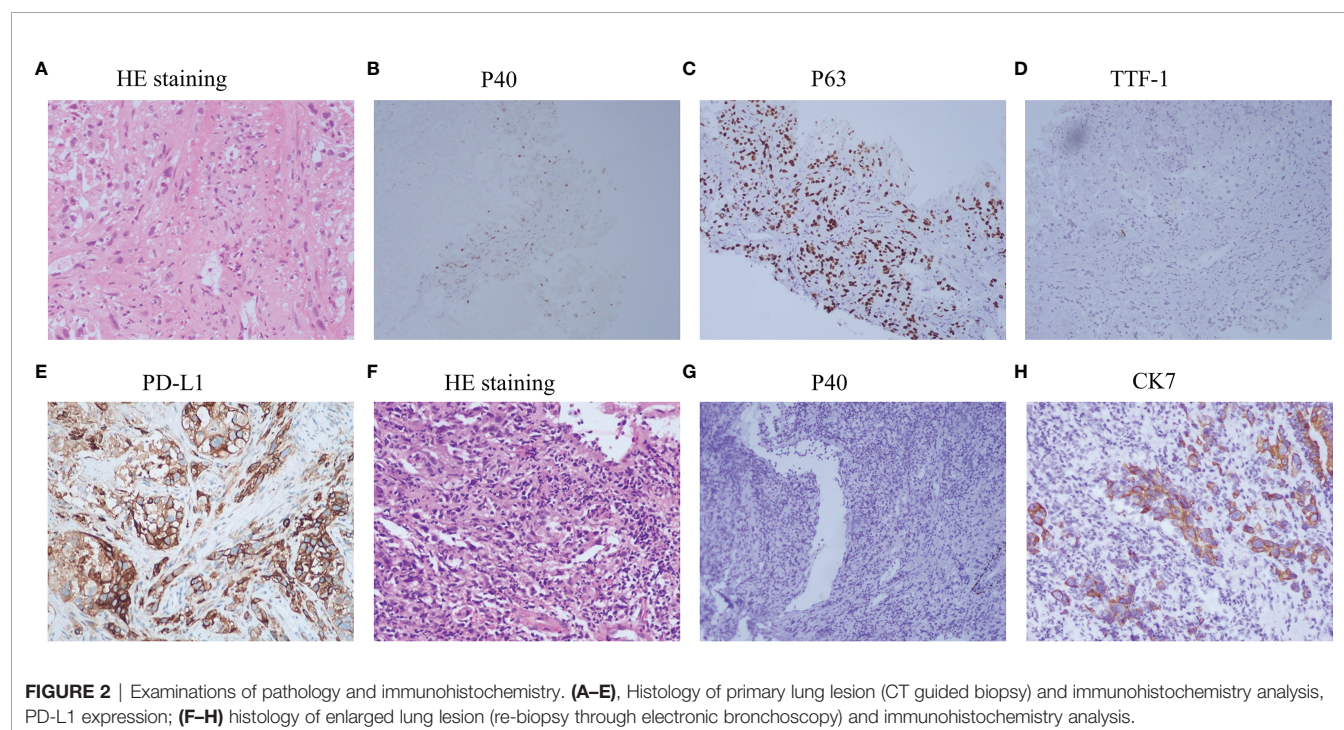 A HE staining
B P40
C P63
D TTF-1
E PD-L1
F HE staining
G P40
H CK7
FIGURE 2 | Examinations of pathology and immunohistochemistry. (A–E), Histology of primary lung lesion (CT guided biopsy) and immunohistochemistry analysis,
PD-L1 expression; (F–H) histology of enlarged lung lesion (re-biopsy through electronic bronchoscopy) and immunohistochemistry analysis.